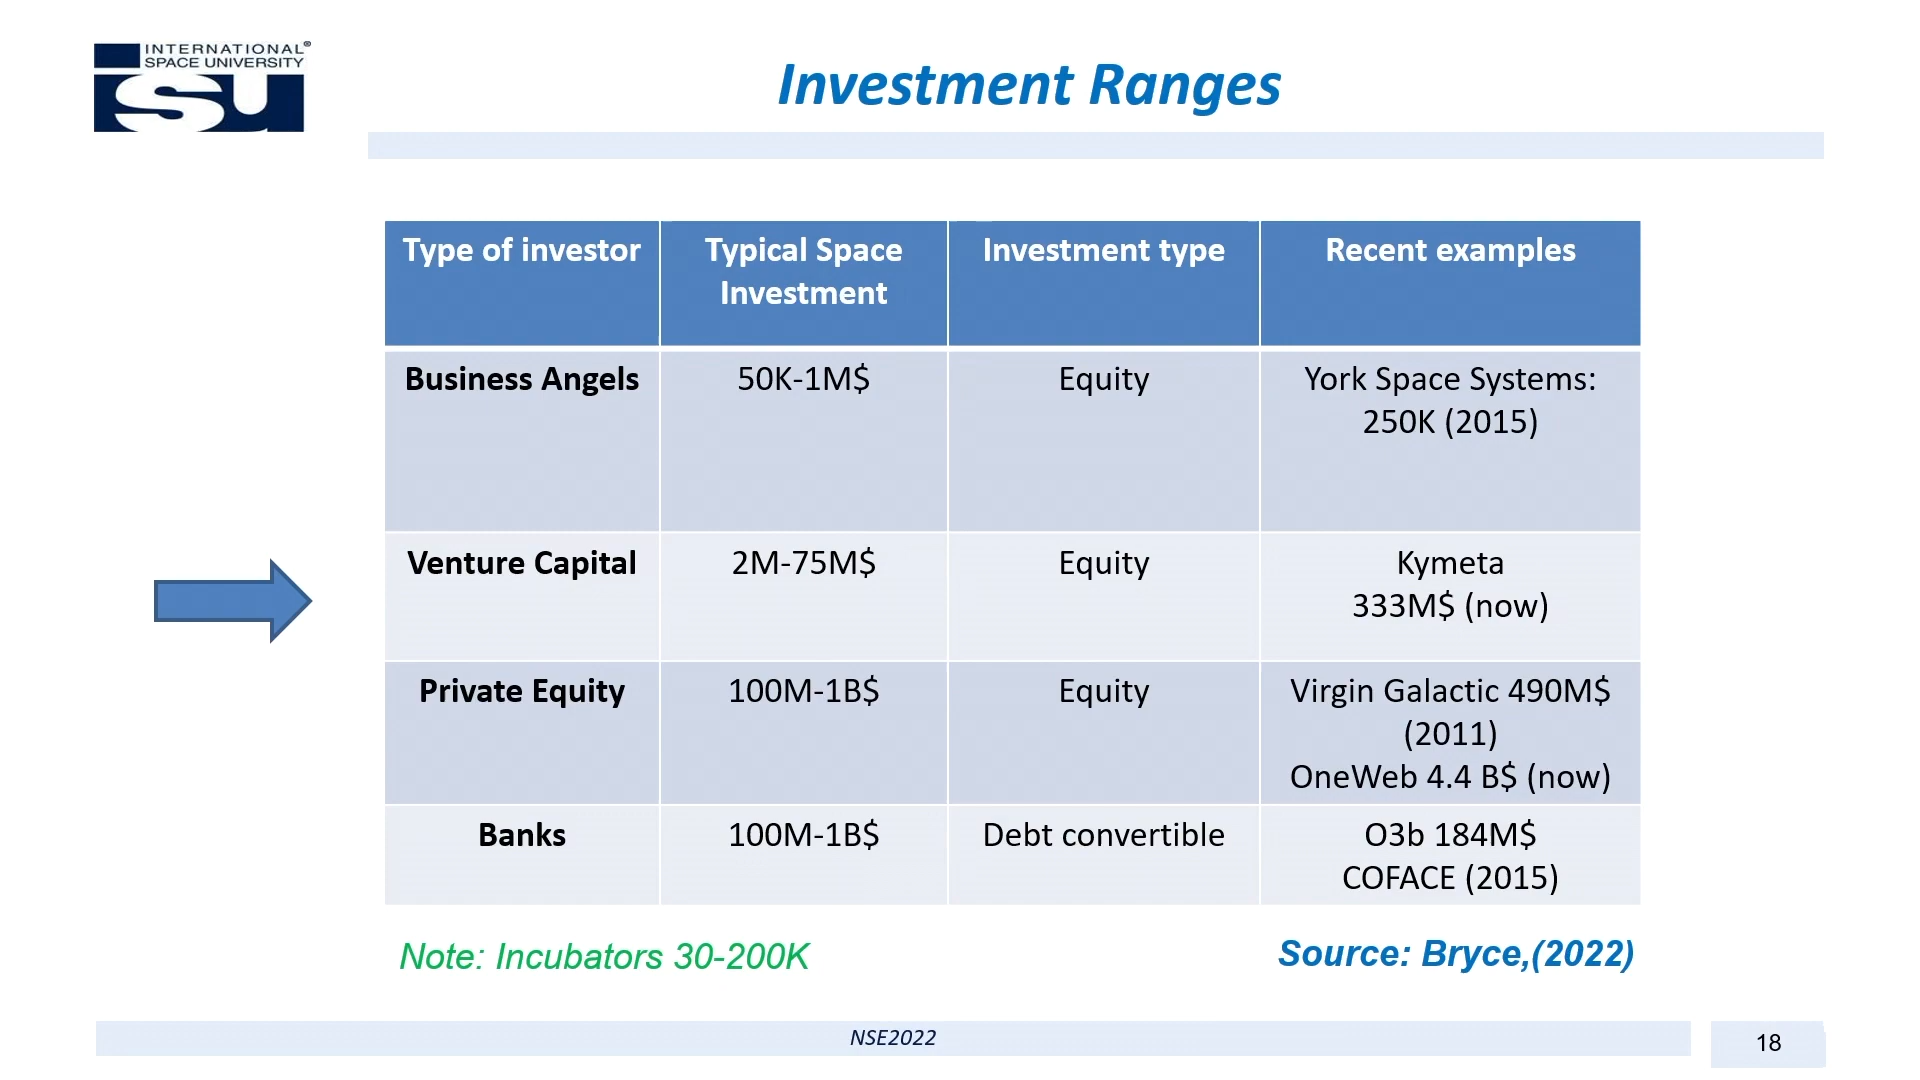 INTERNATIONAL®
SPACE UNIVERSITY
isu
Investment Ranges
Type of investor
Typical Space
Investment
Investment type
Recent examples
Business Angels
50K-1M$
Equity
York Space Systems:
250K (2015)
Venture Capital
2M-75M$
Equity
Kymeta
333M$ (now)
Private Equity
100M-1B$
Equity
Virgin Galactic 490M$
(2011)
OneWeb 4.4 B$ (now)
Banks
100M-1B$
Debt convertible
O3b 184M$
COFACE (2015)
Note: Incubators 30-200K
Source: Bryce,(2022)
NSE2022
18